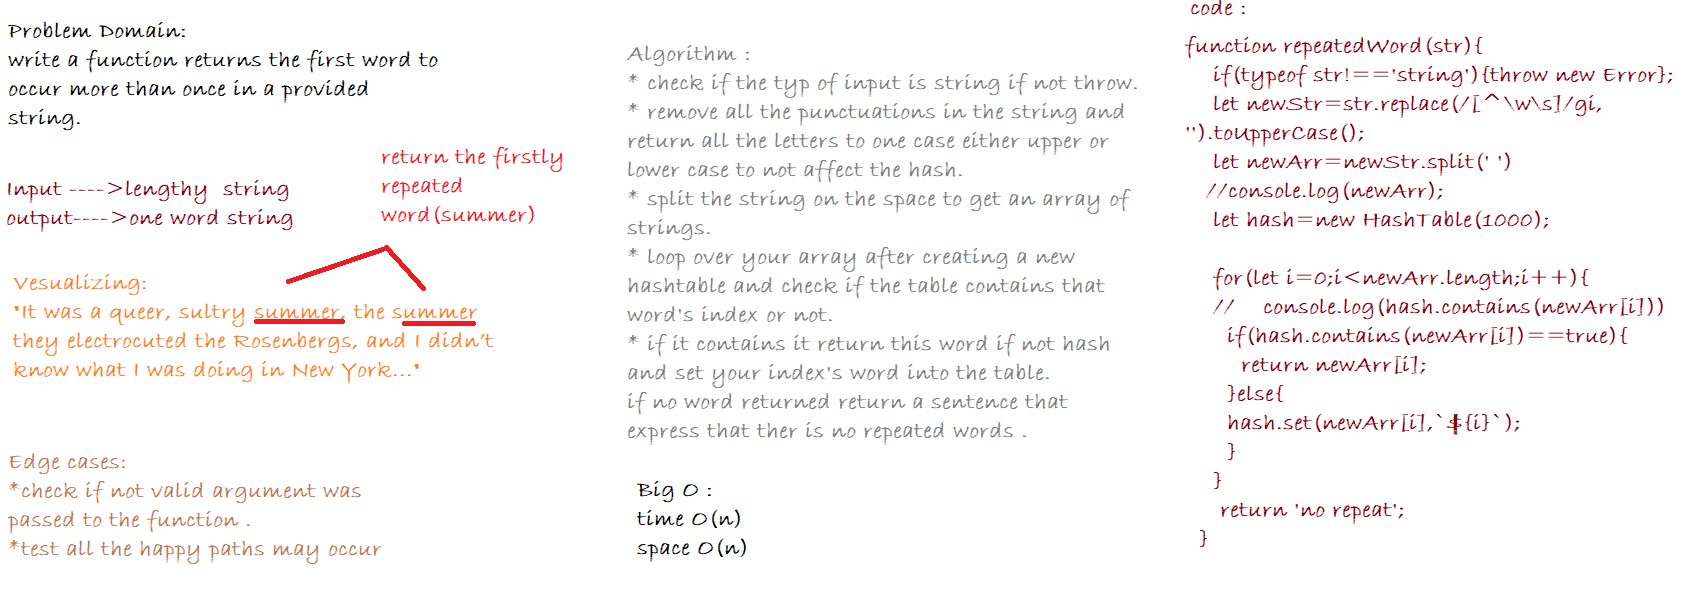 Problem Domain:
write a function returns the first word to
occur more than once in a provided
string.
Input ---->lengthy string
output---->one word string
return the firstly
repeated
word(summer)
Vesualizing:
"It was a queer, sultry summer, the summer
they electrocuted the Rosenbergs, and I didn't
know what I was doing in New York..."
Edge cases:
*check if not valid argument was
passed to the function .
*test all the happy paths may occur
Algorithm :
* check if the typ of input is string if not throw.
* remove all the punctuations in the string and
return all the letters to one case either upper or
lower case to not affect the hash.
* split the string on the space to get an array of
strings.
* loop over your array after creating a new
hashtable and check if the table contains that
word's index or not.
* if it contains it return this word if not hash
and set your index's word into the table.
if no word returned return a sentence that
express that ther is no repeated words .
Big O :
time O(n)
space O(n)
code :
function repeatedWord(str){
if(typeof str!=='string'){throw new Error};
let newStr=str.replace(/[^\w\s]/gi,
'').toUpperCase();
let newArr=newStr.split(' ')
//console.log(newArr);
let hash=new HashTable(1000);
for(let i=0;i<newArr.length;i++){
// console.log(hash.contains(newArr[i]))
if(hash.contains(newArr[i])==true){
return newArr[i];
}else{
hash.set(newArr[i],`${i}`);
}
}
return 'no repeat';
}